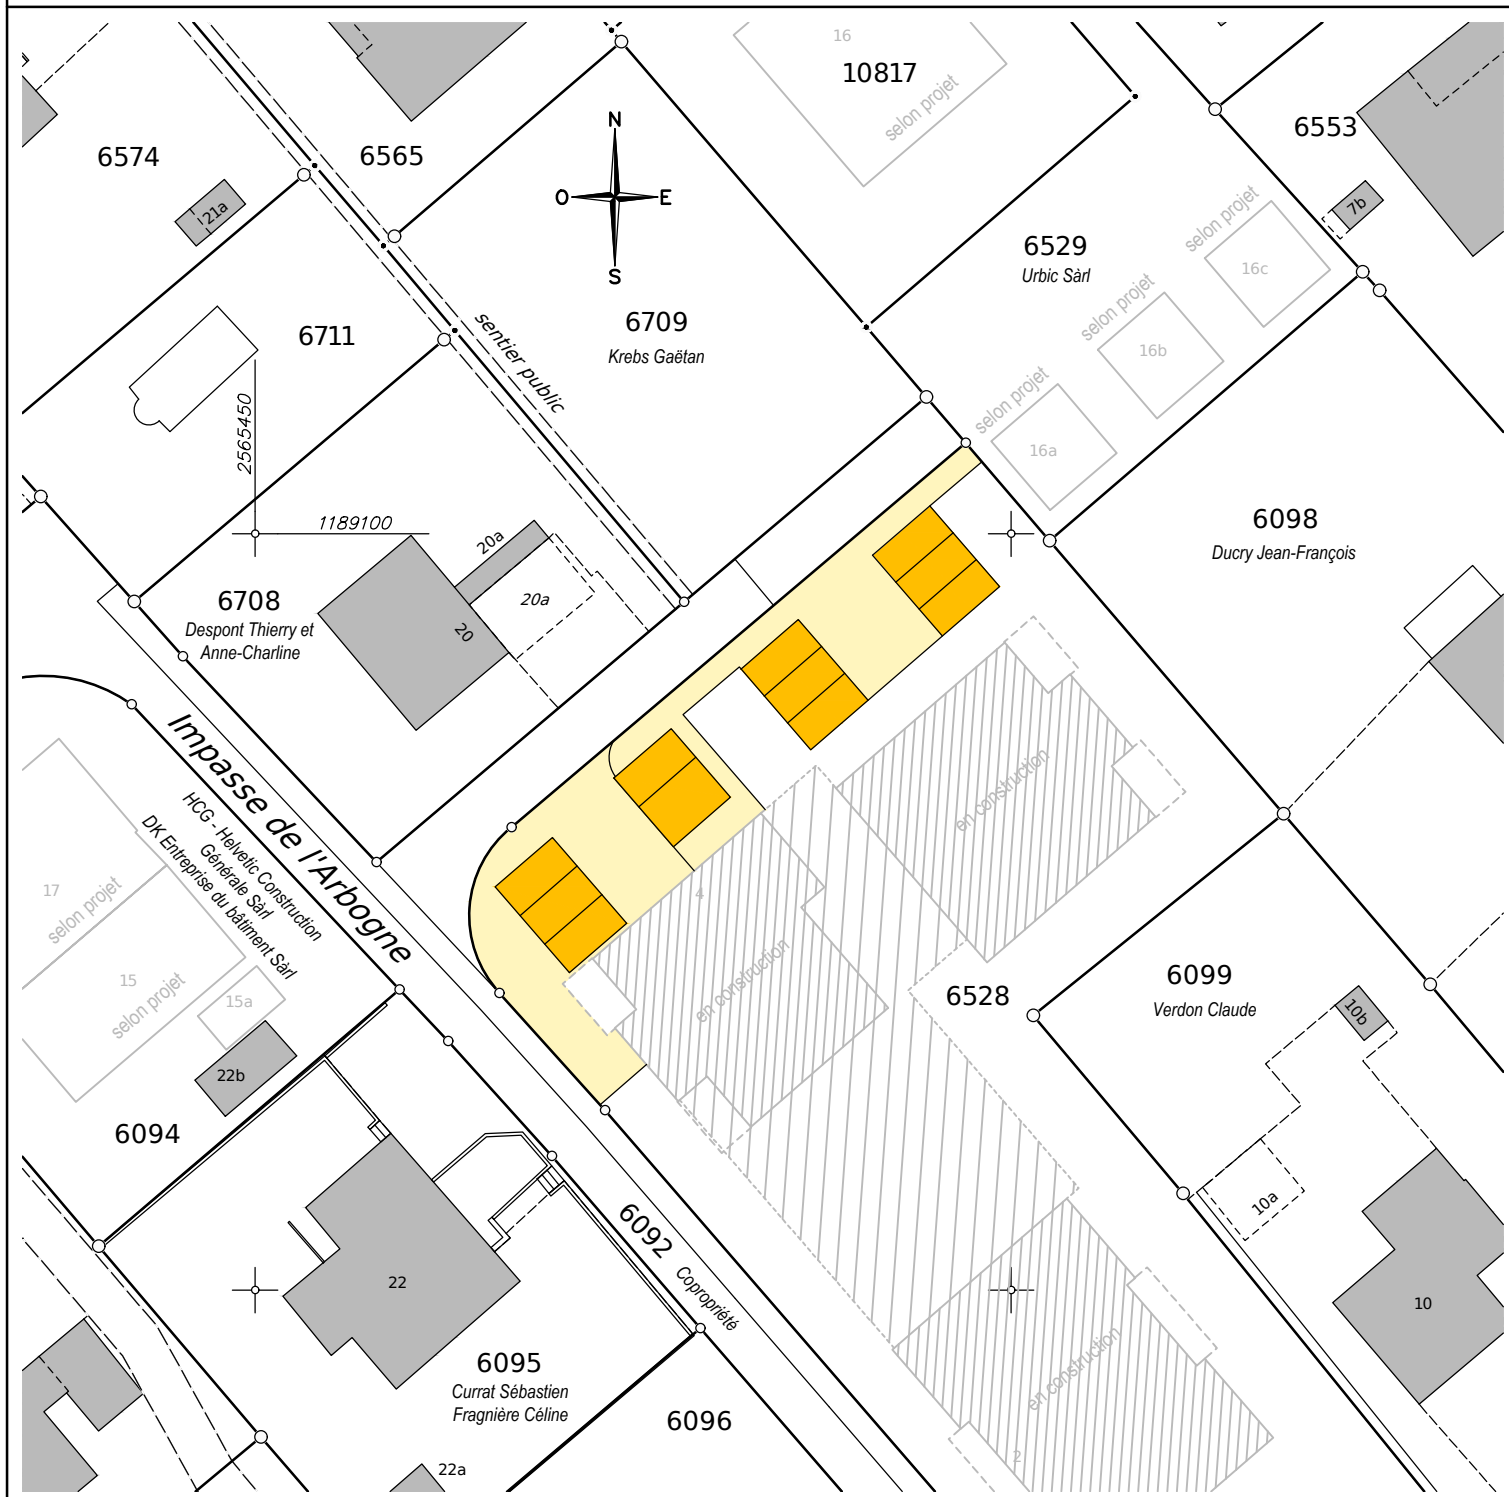 16
10817
selon projet
6553
6574
6565
21a
N
O
E
S
7b
selon projet
6529
Urbic Sàrl
16c
6711
sentier public
6709
Krebs Gaëtan
selon projet
16b
2565450
selon projet
16a
1189100
20a
20a
6098
Ducry Jean-François
6708
Despont Thierry et
Anne-Charline
20
Impasse de l'Arbogne
HCG - Helvetic Construction
Générale Sàrl
DK Entreprise du bâtiment Sàrl
en construction
17
selon projet
4
en construction
15
selon projet
15a
6528
6099
Verdon Claude
10b
22b
6094
10a
6092
Copropriété
22
10
6095
Currat Sébastien
Fragnière Céline
6096
en construction
2
22a